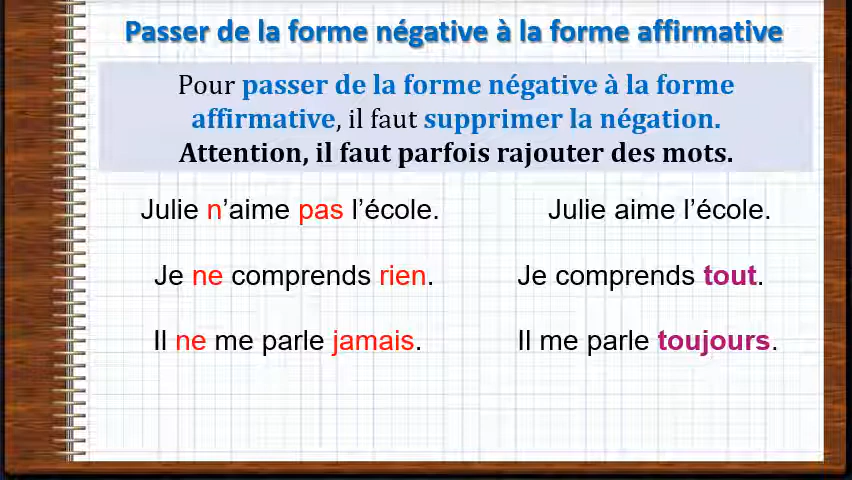 Passer de la forme négative à la forme affirmative
Pour passer de la forme négative à la forme
affirmative, il faut supprimer la négation.
Attention, il faut parfois rajouter des mots.
Julie n’aime pas l’école. Julie aime l’école.
Je ne comprends rien. Je comprends tout.
Il ne me parle jamais. Il me parle toujours.